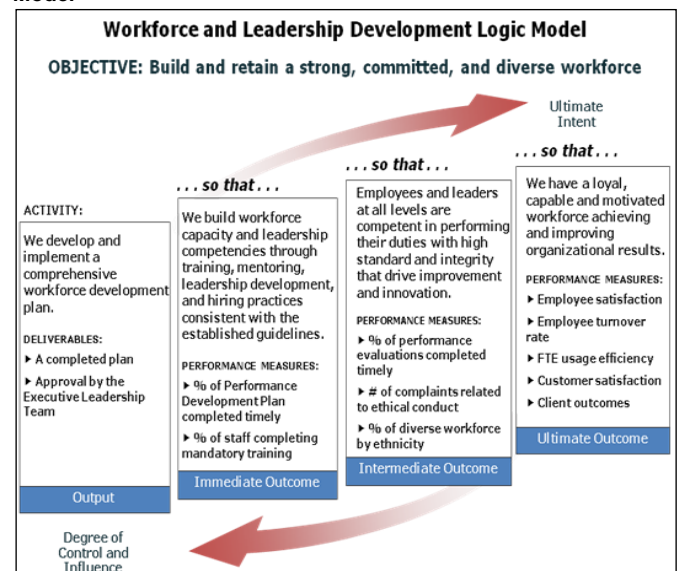 Workforce and Leadership Development Logic Model
OBJECTIVE: Build and retain a strong, committed, and diverse workforce
Ultimate
Intent
ACTIVITY:
We develop and
implement a
comprehensive
workforce development
plan.
DELIVERABLES:
▶ A completed plan
▶ Approval by the
Executive Leadership
Team
Output
. . . so that . . .
We build workforce
capacity and leadership
competencies through
training, mentoring,
leadership development,
and hiring practices
consistent with the
established guidelines.
PERFORMANCE MEASURES:
▶ % of Performance
Development Plan
completed timely
▶ % of staff completing
mandatory training
Immediate Outcome
. . . so that . . .
Employees and leaders
at all levels are
competent in performing
their duties with high
standard and integrity
that drive improvement
and innovation.
PERFORMANCE MEASURES:
▶ % of performance
evaluations completed
timely
▶ # of complaints related
to ethical conduct
▶ % of diverse workforce
by ethnicity
Intermediate Outcome
. . . so that . . .
We have a loyal,
capable and motivated
workforce achieving
and improving
organizational results.
PERFORMANCE MEASURES:
▶ Employee satisfaction
▶ Employee turnover
rate
▶ FTE usage efficiency
▶ Customer satisfaction
▶ Client outcomes
Ultimate Outcome
Degree of
Control and
Influence